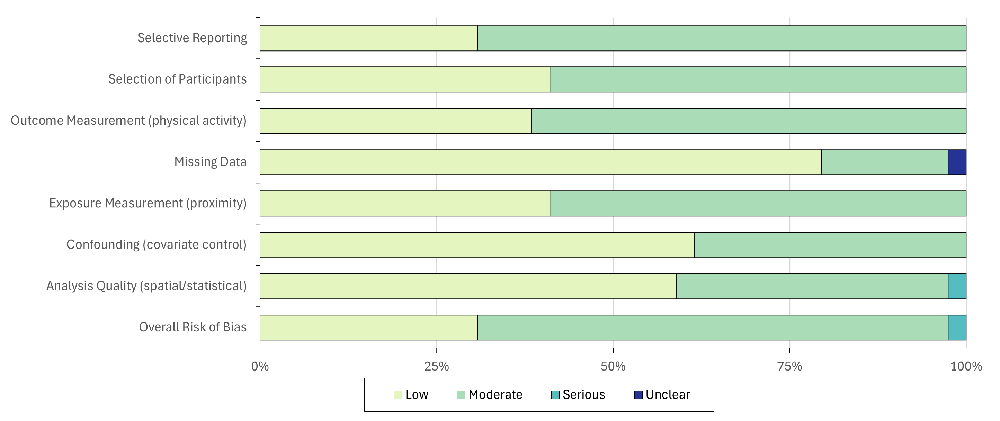 Selective Reporting
Selection of Participants
Outcome Measurement (physical activity)
Missing Data
Exposure Measurement (proximity)
Confounding (covariate control)
Analysis Quality (spatial/statistical)
Overall Risk of Bias
0% 25% 50% 75% 100%
Low Moderate Serious Unclear